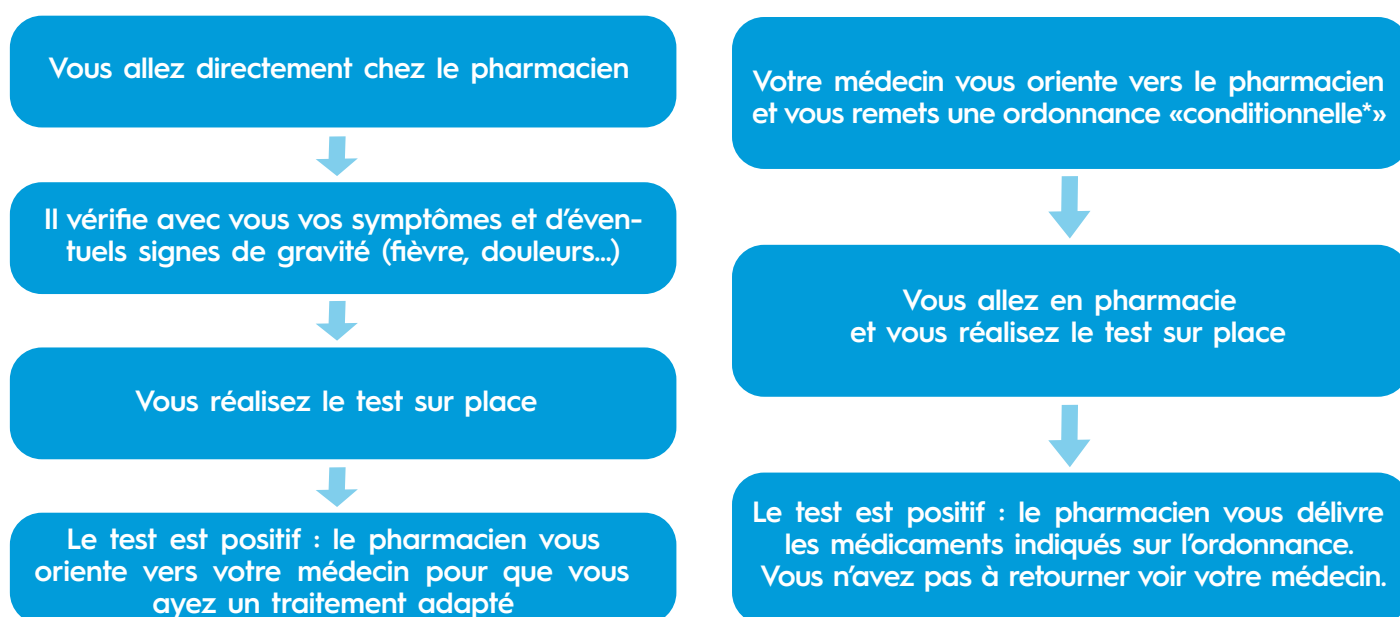 Vous allez directement chez le pharmacien
Il vérifie avec vous vos symptômes et d'éven-
tuels signes de gravité (fièvre, douleurs...)
Vous réalisez le test sur place
Le test est positif : le pharmacien vous
oriente vers votre médecin pour que vous
ayez un traitement adapté
Votre médecin vous oriente vers le pharmacien
et vous remets une ordonnance «conditionnelle*»
Vous allez en pharmacie
et vous réalisez le test sur place
Le test est positif : le pharmacien vous délivre
les médicaments indiqués sur l'ordonnance.
Vous n'avez pas à retourner voir votre médecin.